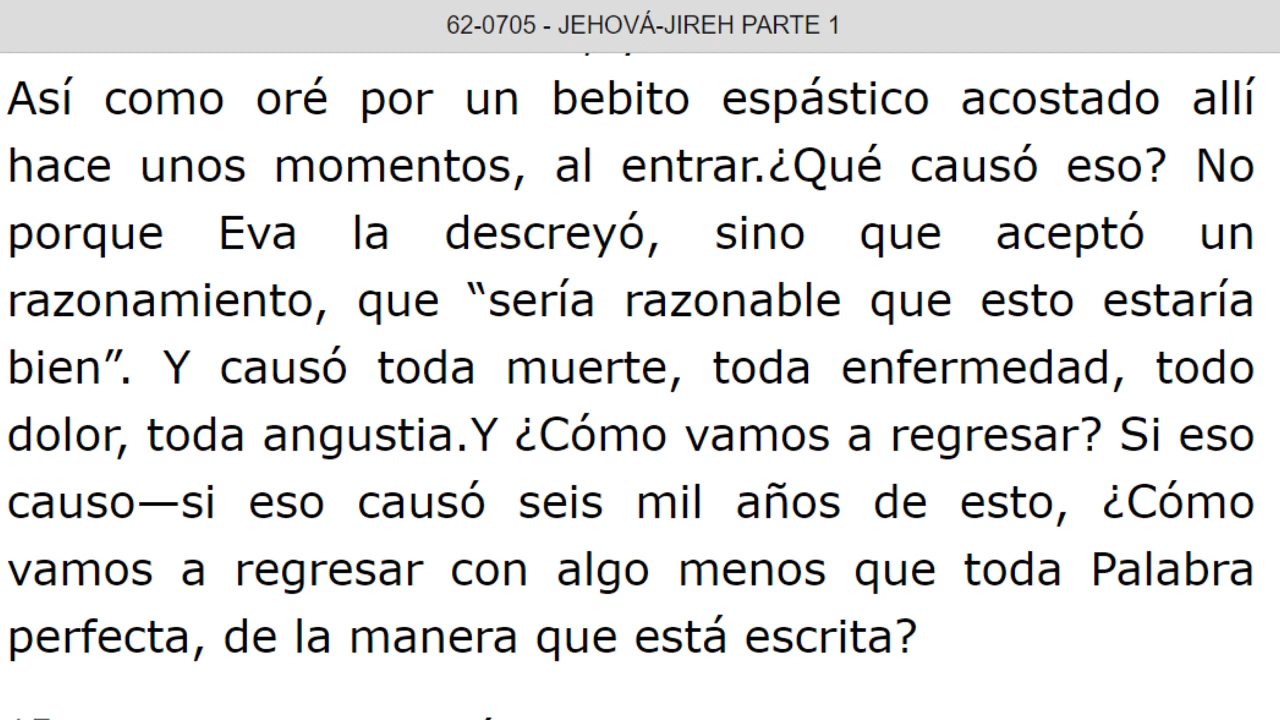 62-0705 - JEHOVÁ-JIREH PARTE 1
Así como oré por un bebito espástico acostado allí
hace unos momentos, al entrar.¿Qué causó eso? No
porque Eva la descreyó, sino que aceptó un
razonamiento, que “sería razonable que esto estaría
bien”. Y causó toda muerte, toda enfermedad, todo
dolor, toda angustia.Y ¿Cómo vamos a regresar? Si eso
causo—si eso causó seis mil años de esto, ¿Cómo
vamos a regresar con algo menos que toda Palabra
perfecta, de la manera que está escrita?